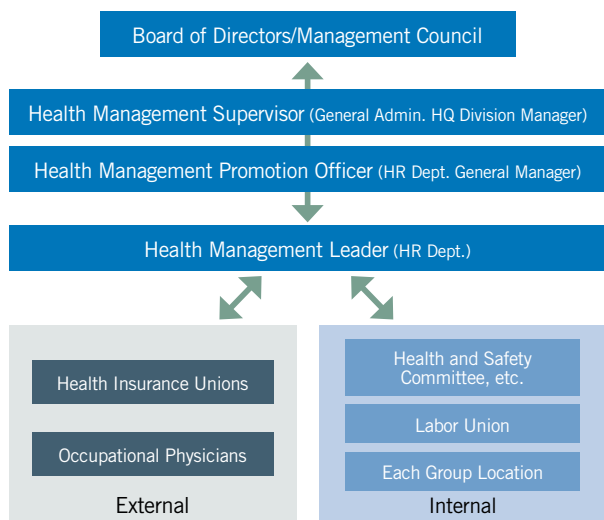 Board of Directors/Management Council
Health Management Supervisor (General Admin. HQ Division Manager)
Health Management Promotion Officer (HR Dept. General Manager)
Health Management Leader (HR Dept.)
Health Insurance Unions
Occupational Physicians
External
Health and Safety
Committee, etc.
Labor Union
Each Group Location
Internal